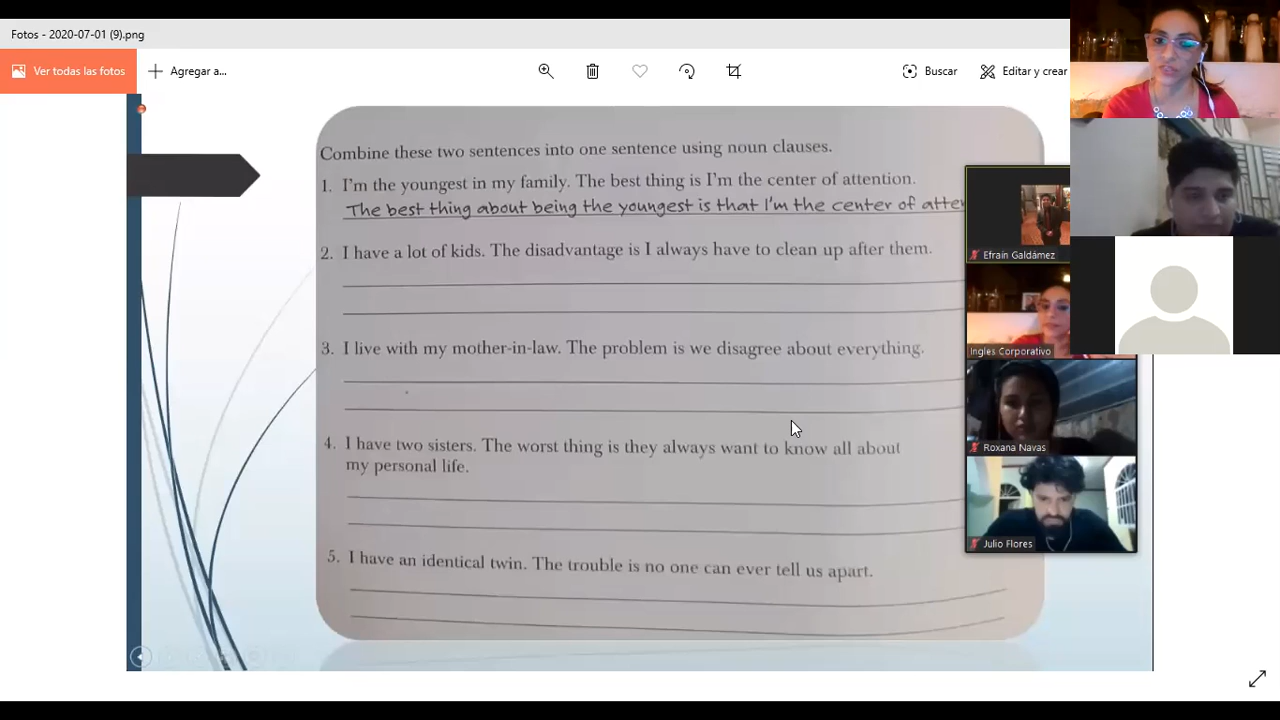 Fotos - 2020-07-01 (9).png
Ver todas las fotos
Agregar a...
Buscar
Editar y crear
Combine these two sentences into one sentence using noun clauses.
1. I'm the youngest in my family. The best thing is I'm the center of attention.
The best thing about being the youngest is that I'm the center of atten
2. I have a lot of kids. The disadvantage is I always have to clean up after them.
3. I live with my mother-in-law. The problem is we disagree about everything.
4. I have two sisters. The worst thing is they always want to know all about
my personal life.
5. I have an identical twin. The trouble is no one can ever tell us apart.
Efraín Galdámez
Ingles Corporativo
Roxana Navas
Julio Flores